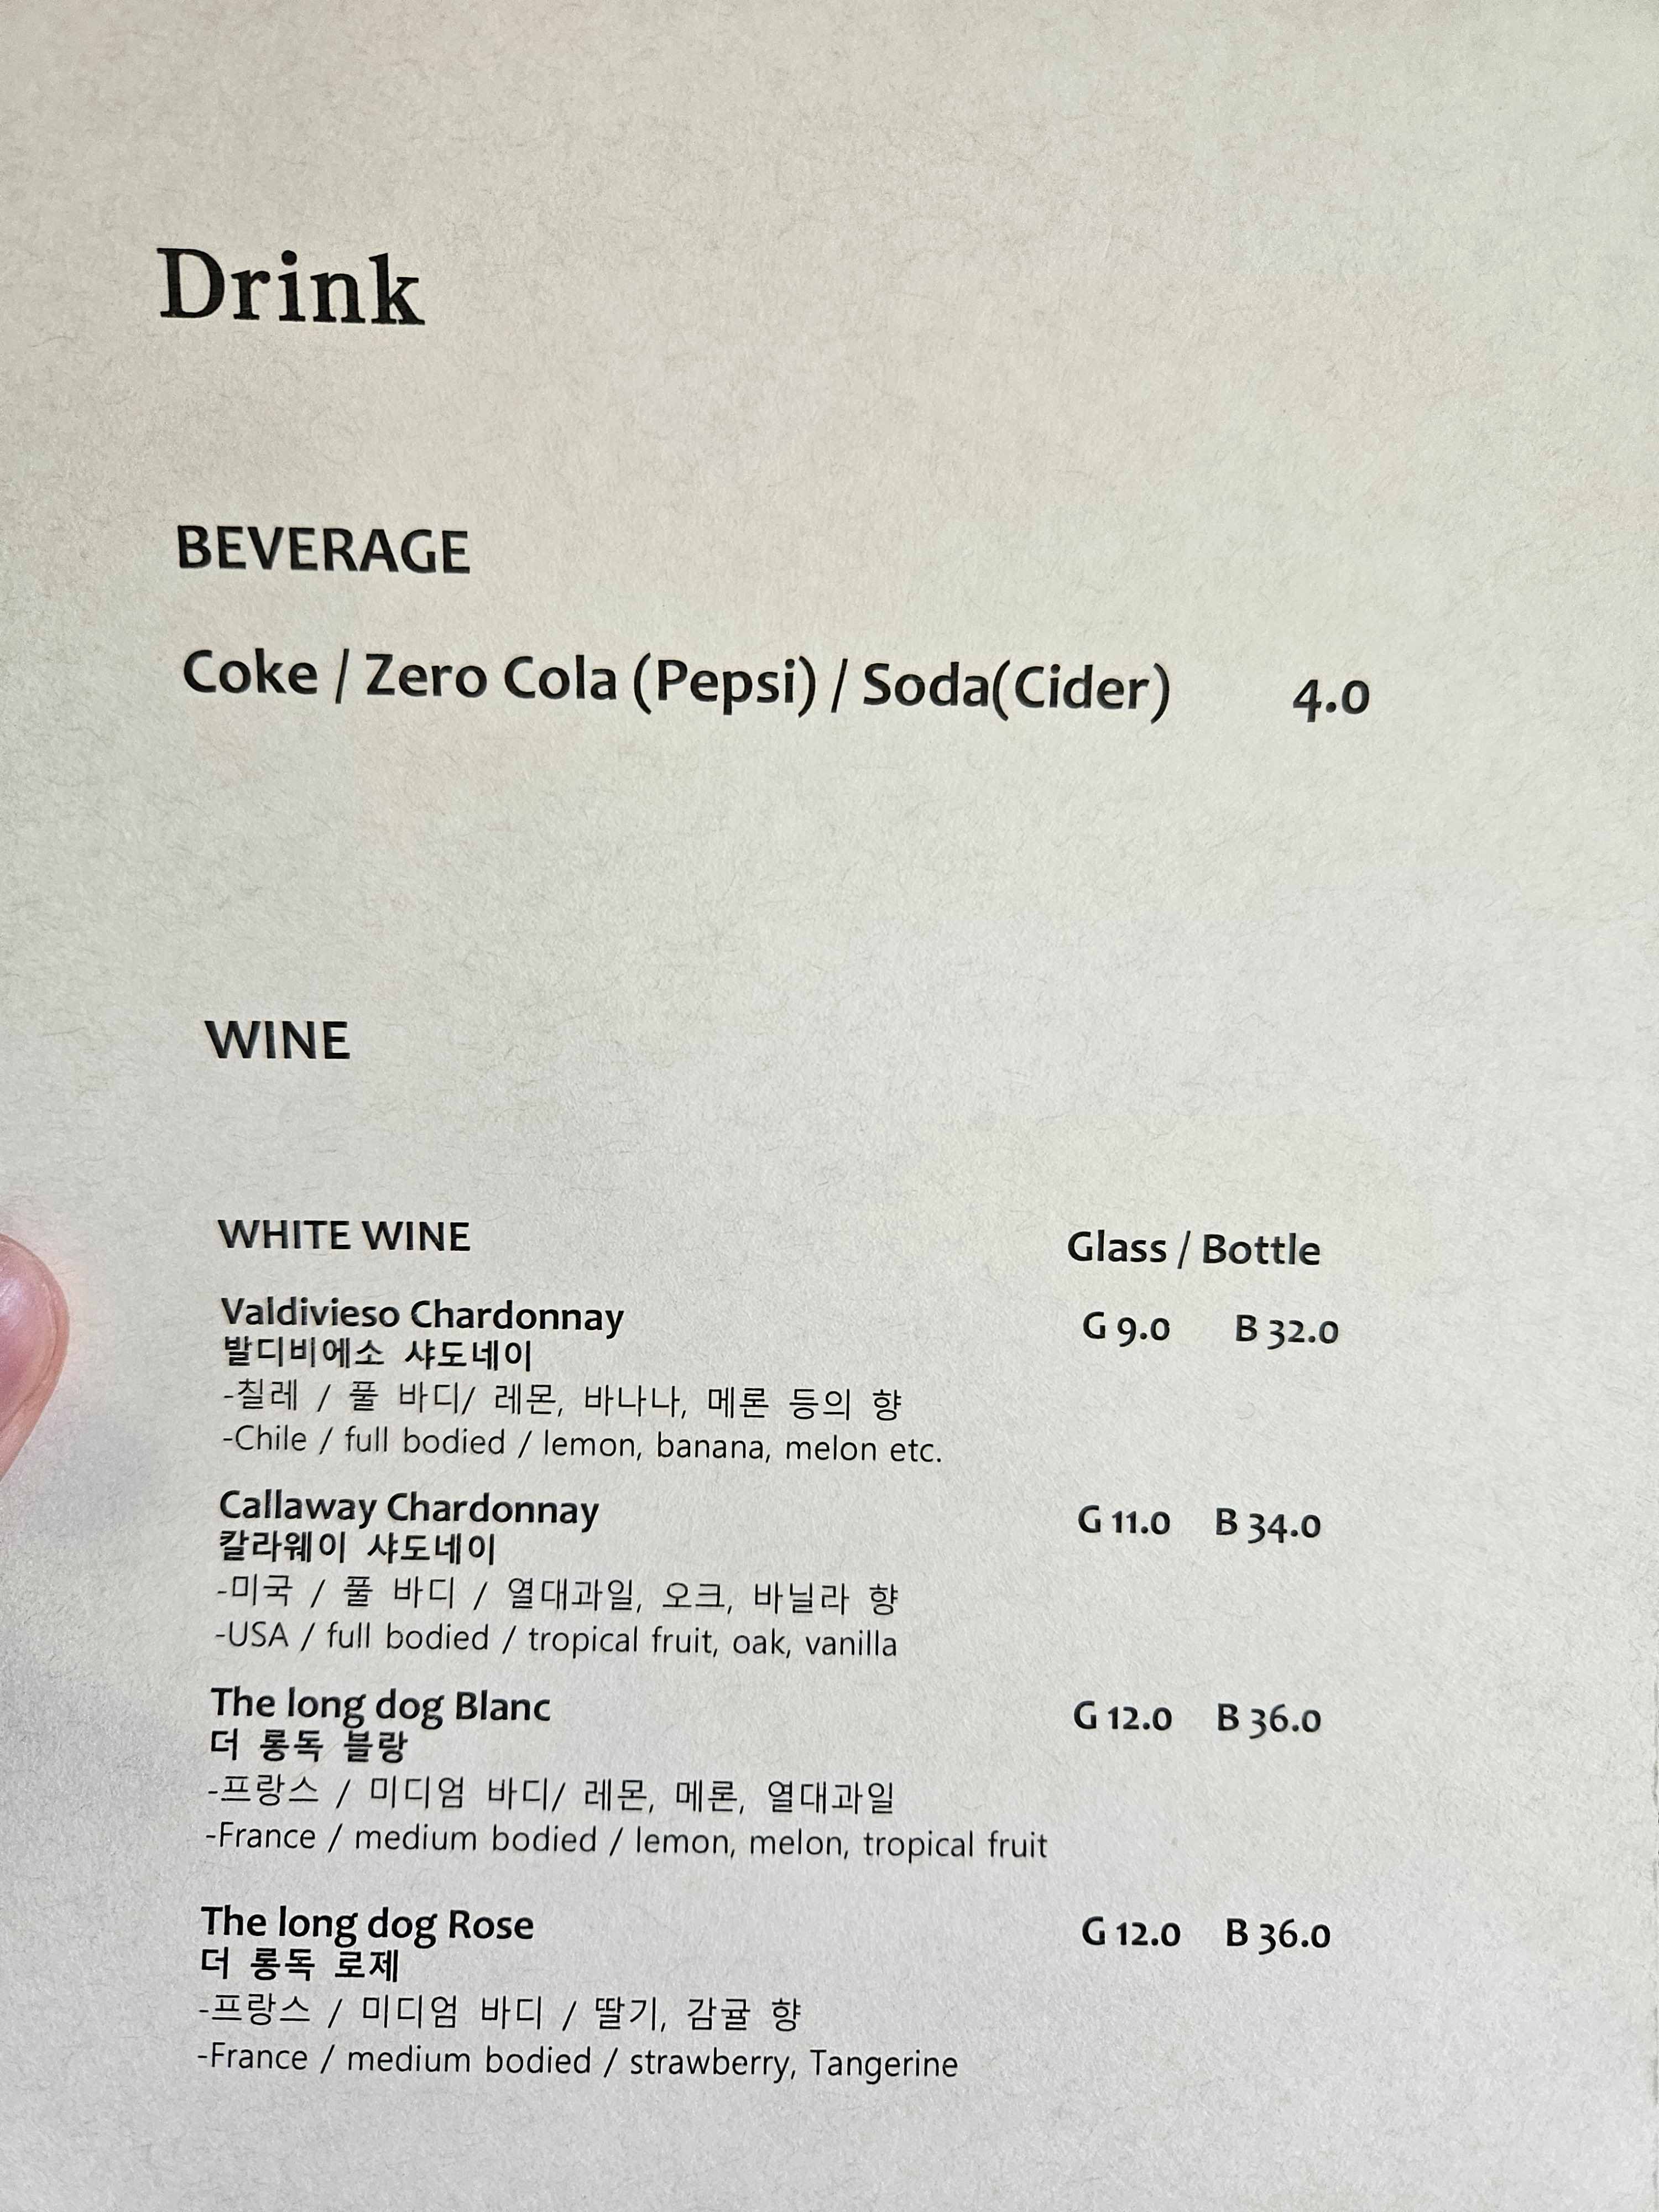 Drink
BEVERAGE
Coke / Zero Cola (Pepsi) / Soda(Cider) 4.0
WINE
WHITE WINE Glass / Bottle
Valdivieso Chardonnay G 9.0 B 32.0
발디비에소 샤도네이
-칠레 / 풀 바디/ 레몬, 바나나, 메론 등의 향
-Chile / full bodied / lemon, banana, melon etc.
Callaway Chardonnay G 11.0 B 34.0
칼라웨이 샤도네이
-미국 / 풀 바디 / 열대과일, 오크, 바닐라 향
-USA / full bodied / tropical fruit, oak, vanilla
The long dog Blanc G 12.0 B 36.0
더 롱독 블랑
-프랑스 / 미디엄 바디/ 레몬, 메론, 열대과일
-France / medium bodied / lemon, melon, tropical fruit
The long dog Rose G 12.0 B 36.0
더 롱독 로제
-프랑스 / 미디엄 바디 / 딸기, 감귤 향
-France / medium bodied / strawberry, Tangerine